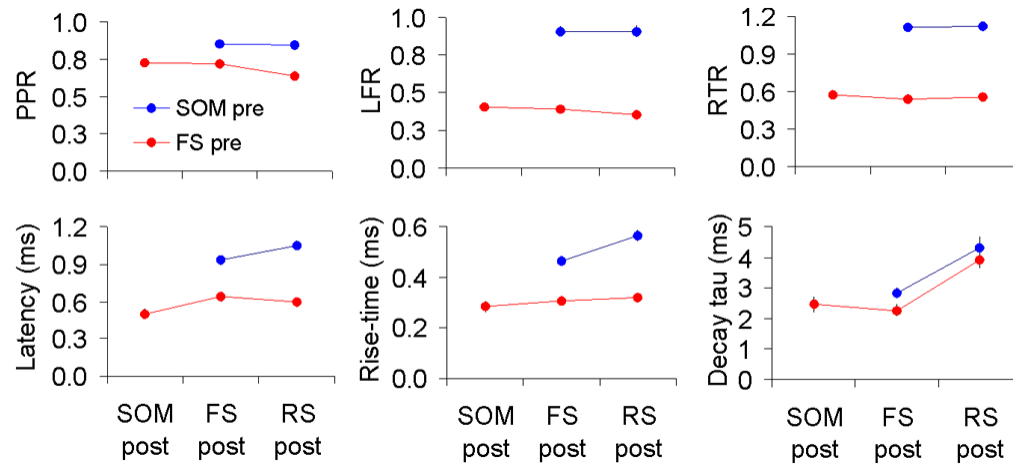 PPR
1.0
0.8
0.5
0.3
0.0
SOM pre
FS pre
LFR
1.0
0.8
0.5
0.3
0.0
RTR
1.2
0.9
0.6
0.3
0.0
Latency (ms)
1.2
0.9
0.6
0.3
0.0
SOM FS RS
post post post
Rise-time (ms)
0.6
0.4
0.2
0.0
SOM FS RS
post post post
Decay tau (ms)
5
4
3
2
1
0
SOM FS RS
post post post